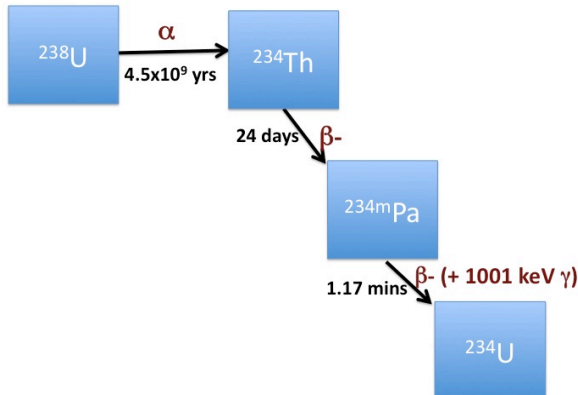 α
²³⁸U
²³⁴Th
4.5x10⁹ yrs
24 days
β-
²³⁴ᵐPa
β- (+ 1001 keV γ)
1.17 mins
²³⁴U